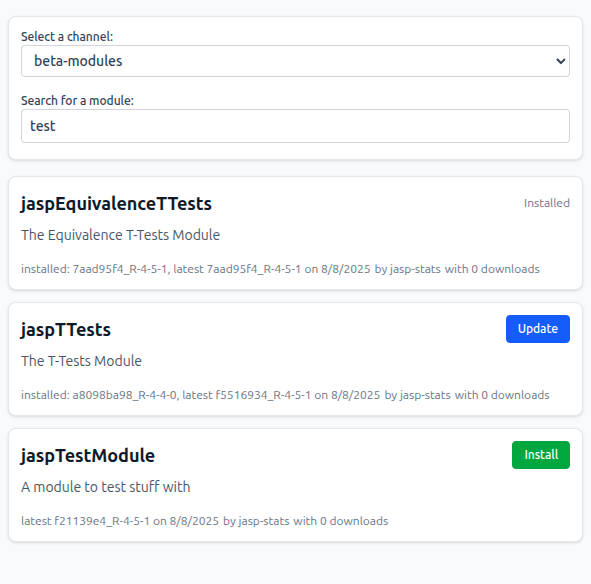 Select a channel:
beta-modules
Search for a module:
test
jaspEquivalenceTTests
Installed
The Equivalence T-Tests Module
installed: 7aad95f4_R-4-5-1, latest 7aad95f4_R-4-5-1 on 8/8/2025 by jasp-stats with 0 downloads
jaspTTests
Update
The T-Tests Module
installed: a8098ba98_R-4-4-0, latest f5516934_R-4-5-1 on 8/8/2025 by jasp-stats with 0 downloads
jaspTestModule
Install
A module to test stuff with
latest f21139e4_R-4-5-1 on 8/8/2025 by jasp-stats with 0 downloads